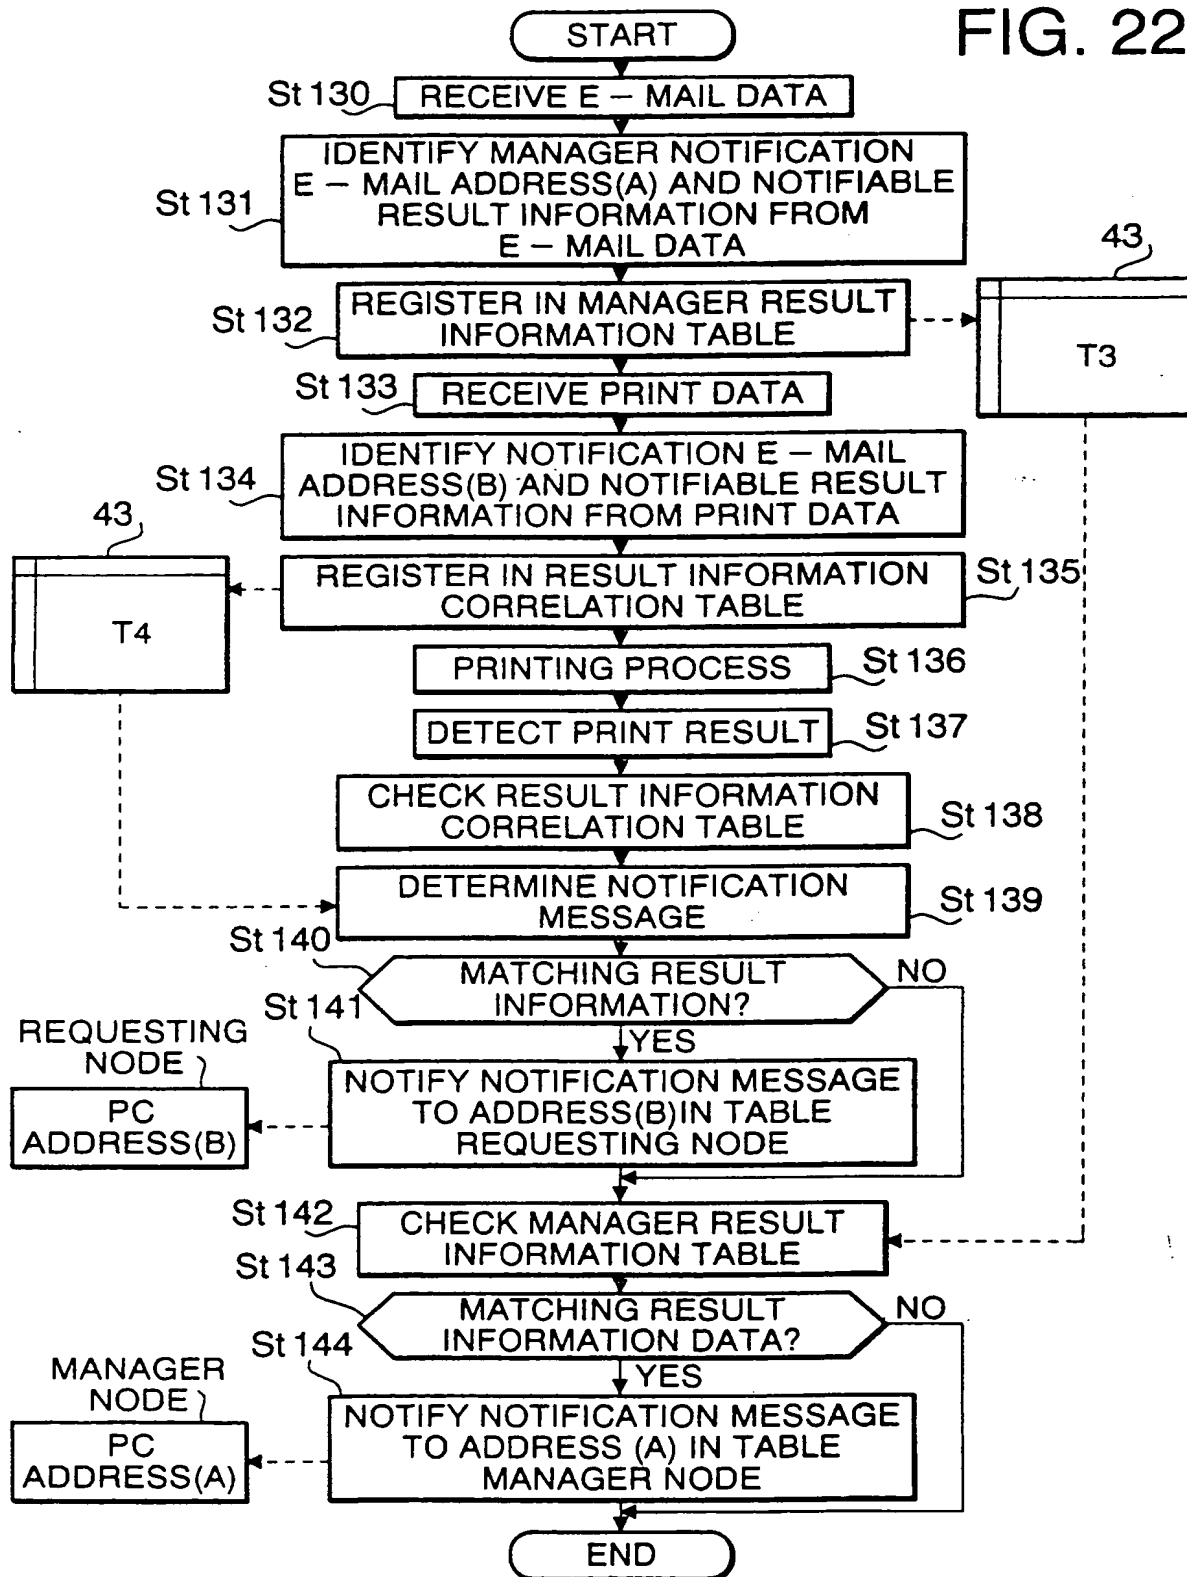 FIG. 22
START
St 130
RECEIVE E – MAIL DATA
St 131
IDENTIFY MANAGER NOTIFICATION
E – MAIL ADDRESS(A) AND NOTIFIABLE
RESULT INFORMATION FROM
E – MAIL DATA
43
T3
St 132
REGISTER IN MANAGER RESULT
INFORMATION TABLE
St 133
RECEIVE PRINT DATA
St 134
IDENTIFY NOTIFICATION E – MAIL
ADDRESS(B) AND NOTIFIABLE RESULT
INFORMATION FROM PRINT DATA
43
T4
REGISTER IN RESULT INFORMATION
CORRELATION TABLE
St 135
PRINTING PROCESS
St 136
DETECT PRINT RESULT
St 137
CHECK RESULT INFORMATION
CORRELATION TABLE
St 138
DETERMINE NOTIFICATION
MESSAGE
St 139
St 140
MATCHING RESULT
INFORMATION?
NO
YES
St 141
REQUESTING
NODE
PC
ADDRESS(B)
NOTIFY NOTIFICATION MESSAGE
TO ADDRESS(B)IN TABLE
REQUESTING NODE
St 142
CHECK MANAGER RESULT
INFORMATION TABLE
St 143
MATCHING RESULT
INFORMATION DATA?
NO
YES
St 144
MANAGER
NODE
PC
ADDRESS(A)
NOTIFY NOTIFICATION MESSAGE
TO ADDRESS (A) IN TABLE
MANAGER NODE
END